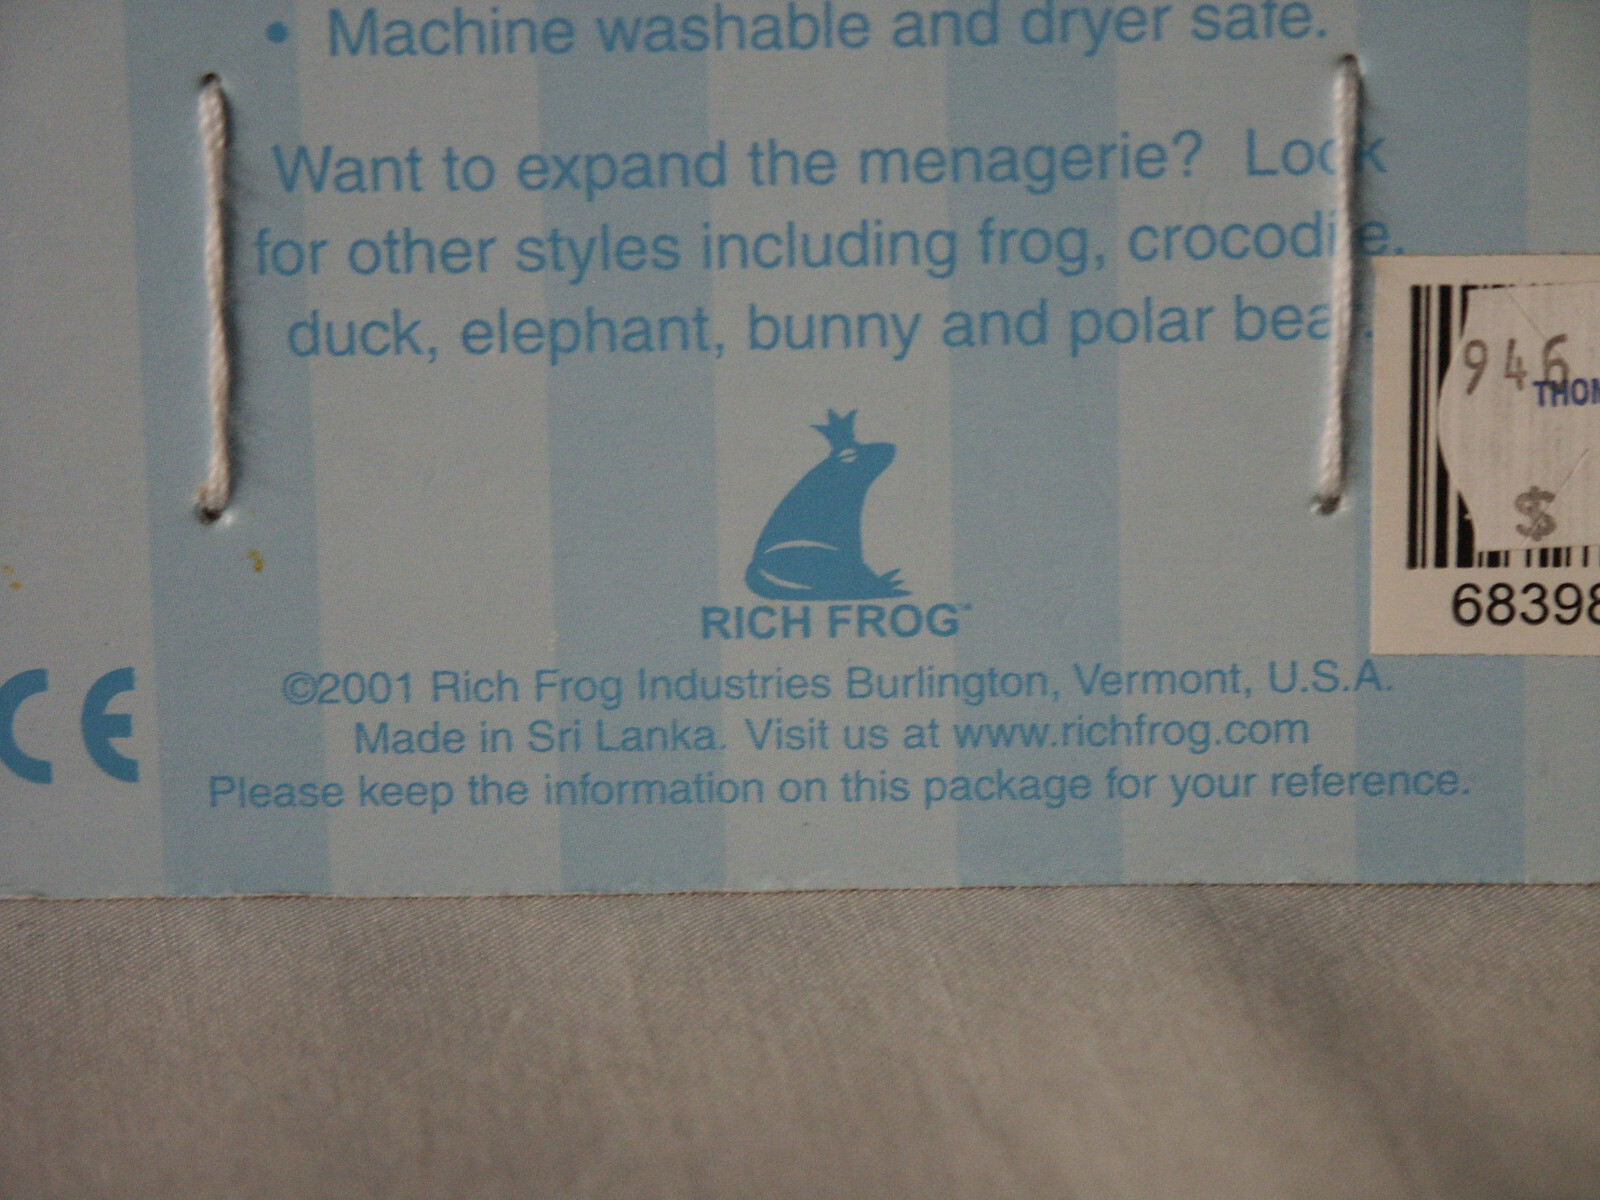 • Machine washable and dryer safe.
Want to expand the menagerie? Look
for other styles including frog, crocodile,
duck, elephant, bunny and polar bear.
946
THOM
$
68398
RICH FROG™
©2001 Rich Frog Industries Burlington, Vermont, U.S.A.
Made in Sri Lanka. Visit us at www.richfrog.com
Please keep the information on this package for your reference.
CE